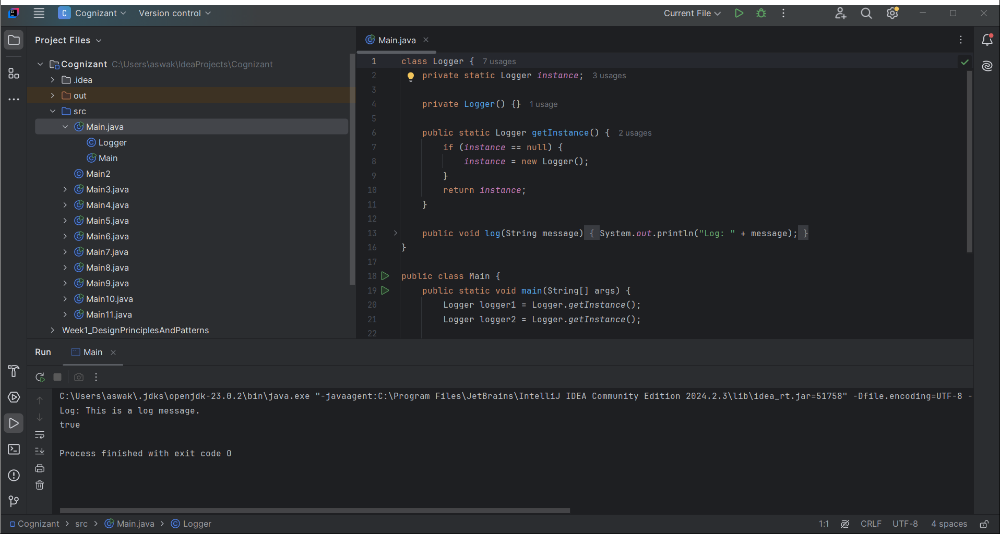 Cognizant Version control Current File
Project Files
Cognizant C:\Users\aswak\IdeaProjects\Cognizant
.idea
out
src
Main.java
Logger
Main
Main2
Main3.java
Main4.java
Main5.java
Main6.java
Main7.java
Main8.java
Main9.java
Main10.java
Main11.java
Week1_DesignPrinciplesAndPatterns
Main.java
1 class Logger { 7 usages
2 private static Logger instance; 3 usages
3
4 private Logger() {} 1 usage
5
6 public static Logger getInstance() { 2 usages
7 if (instance == null) {
8 instance = new Logger();
9 }
10 return instance;
11 }
12
13 public void log(String message) { System.out.println("Log: " + message); }
16 }
17
18 public class Main {
19 public static void main(String[] args) {
20 Logger logger1 = Logger.getInstance();
21 Logger logger2 = Logger.getInstance();
22
Run Main
C:\Users\aswak\.jdks\openjdk-23.0.2\bin\java.exe "-javaagent:C:\Program Files\JetBrains\IntelliJ IDEA Community Edition 2024.2.3\lib\idea_rt.jar=51758" -Dfile.encoding=UTF-8 -
Log: This is a log message.
true
Process finished with exit code 0
Cognizant > src > Main.java > Logger 1:1 CRLF UTF-8 4 spaces